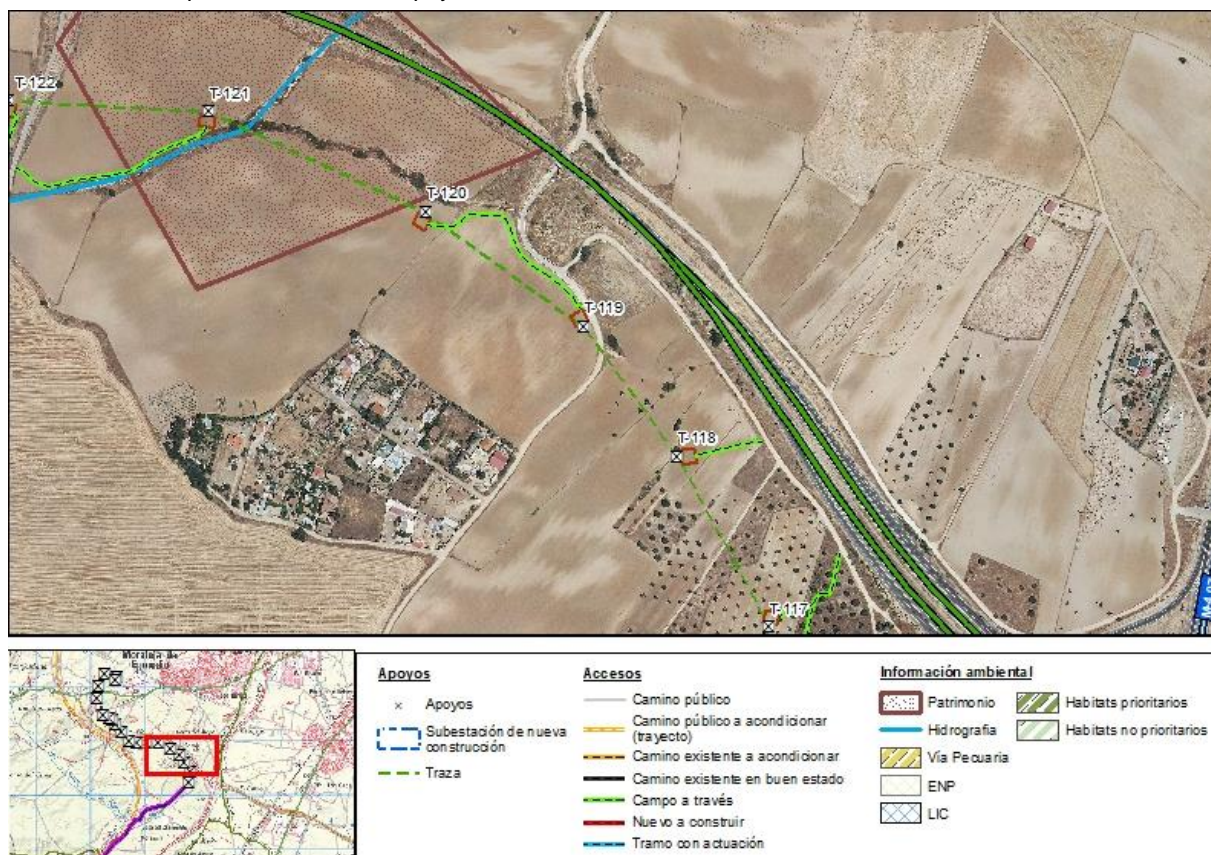 T-122
T-121
T-120
T-119
T-118
T-117
Moraleja de
Apoyos
Apoyos
Subestación de nueva
construcción
Traza
Accesos
Camino público
Camino público a acondicionar
(trayecto)
Camino existente a acondicionar
Camino existente en buen estado
Campo a través
Nuevo a construir
Tramo con actuación
Información ambiental
Patrimonio
Hidrografía
Vía Pecuaria
ENP
LIC
Habitats prioritarios
Habitats no prioritarios